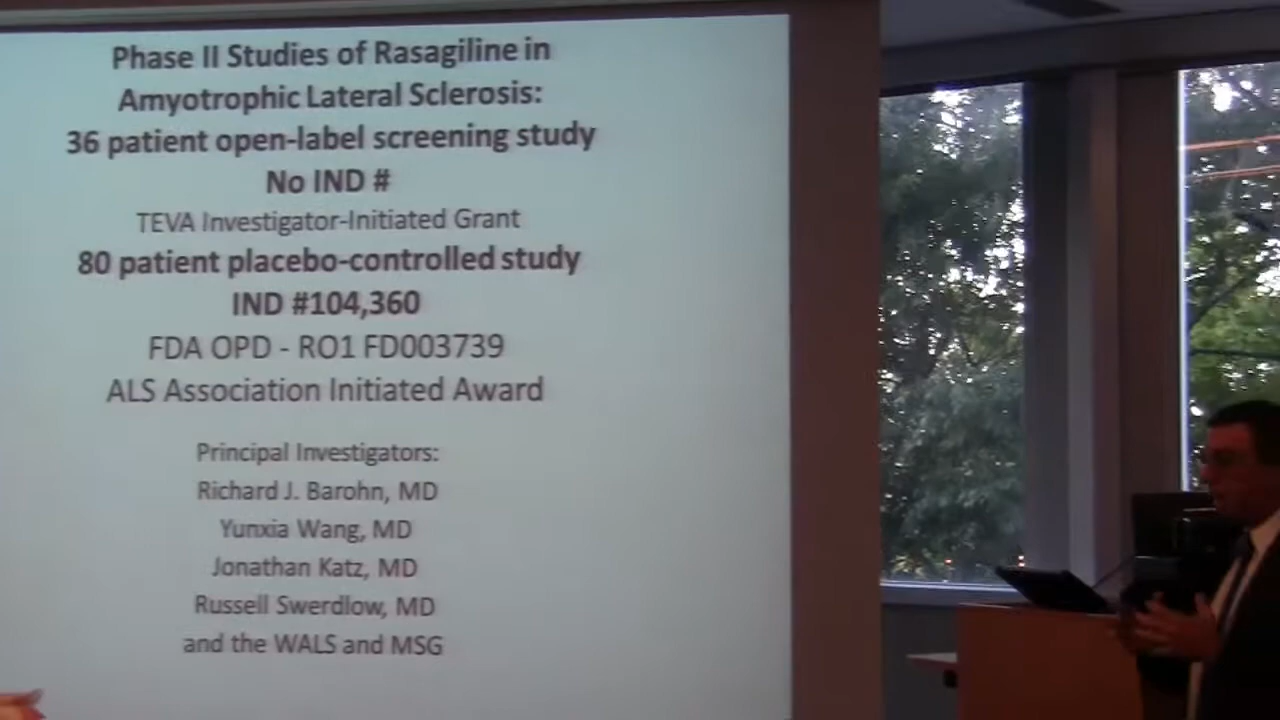 Phase II Studies of Rasagiline in
Amyotrophic Lateral Sclerosis:
36 patient open-label screening study
No IND #
TEVA Investigator-Initiated Grant
80 patient placebo-controlled study
IND #104,360
FDA OPD - RO1 FD003739
ALS Association Initiated Award
Principal Investigators:
Richard J. Barohn, MD
Yunxia Wang, MD
Jonathan Katz, MD
Russell Swerdlow, MD
and the WALS and MSG